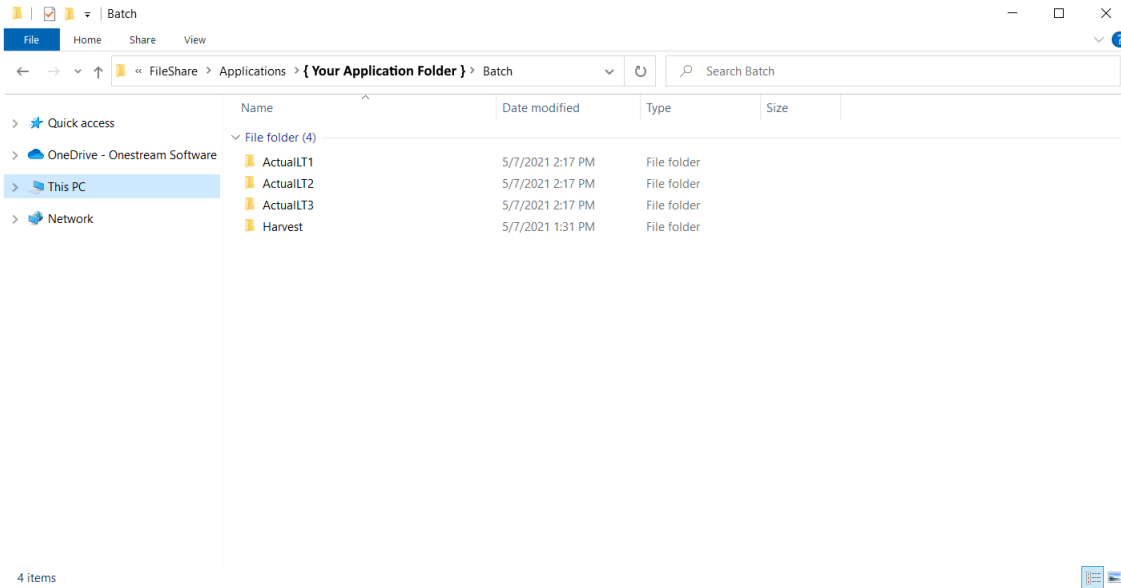 Batch
File Home Share View
« FileShare > Applications > { Your Application Folder } > Batch Search Batch
Name Date modified Type Size
Quick access
File folder (4)
OneDrive - Onestream Software
ActualLT1 5/7/2021 2:17 PM File folder
ActualLT2 5/7/2021 2:17 PM File folder
This PC
ActualLT3 5/7/2021 2:17 PM File folder
Network
Harvest 5/7/2021 1:31 PM File folder
4 items